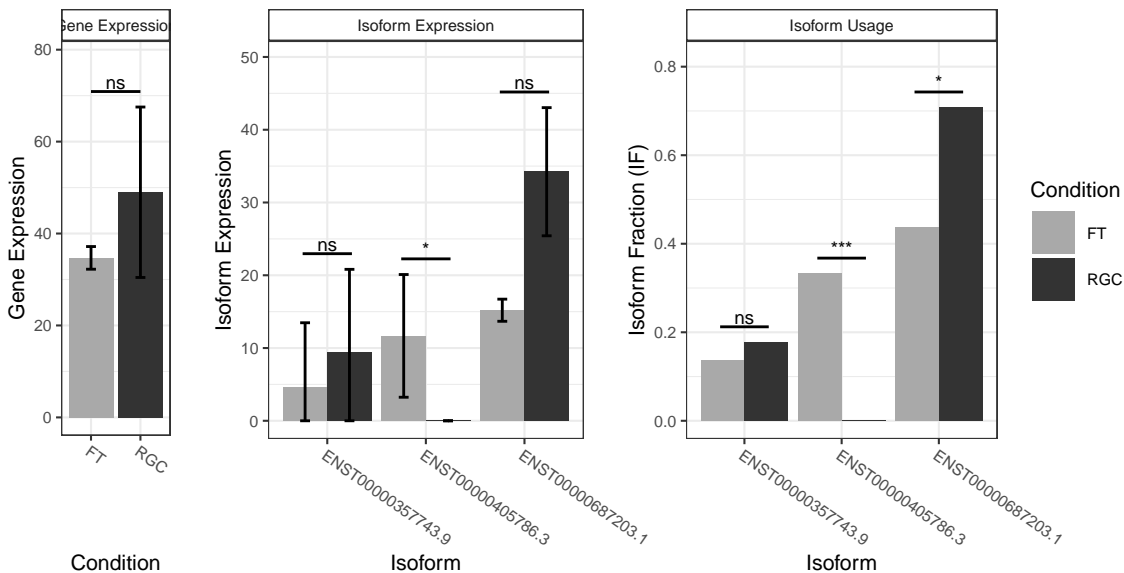 Gene Expression
Isoform Expression
Isoform Usage
Gene Expression
80
60
40
20
0
ns
FT
RGC
Condition
Isoform Expression
50
40
30
20
10
0
ns
*
ns
ENST00000357743.9
ENST00000405786.3
ENST00000687203.1
Isoform
Isoform Fraction (IF)
0.8
0.6
0.4
0.2
0.0
ns
***
*
ENST00000357743.9
ENST00000405786.3
ENST00000687203.1
Isoform
Condition
FT
RGC